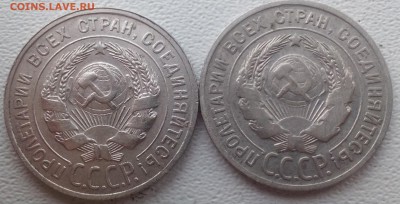 COINS.LAVE.RU
ПРОЛЕТАРИИ ВСЕХ СТРАН, СОЕДИНЯЙТЕСЬ!
С.С.С.Р.
ПРОЛЕТАРИИ ВСЕХ СТРАН, СОЕДИНЯЙТЕСЬ!
С.С.С.Р.